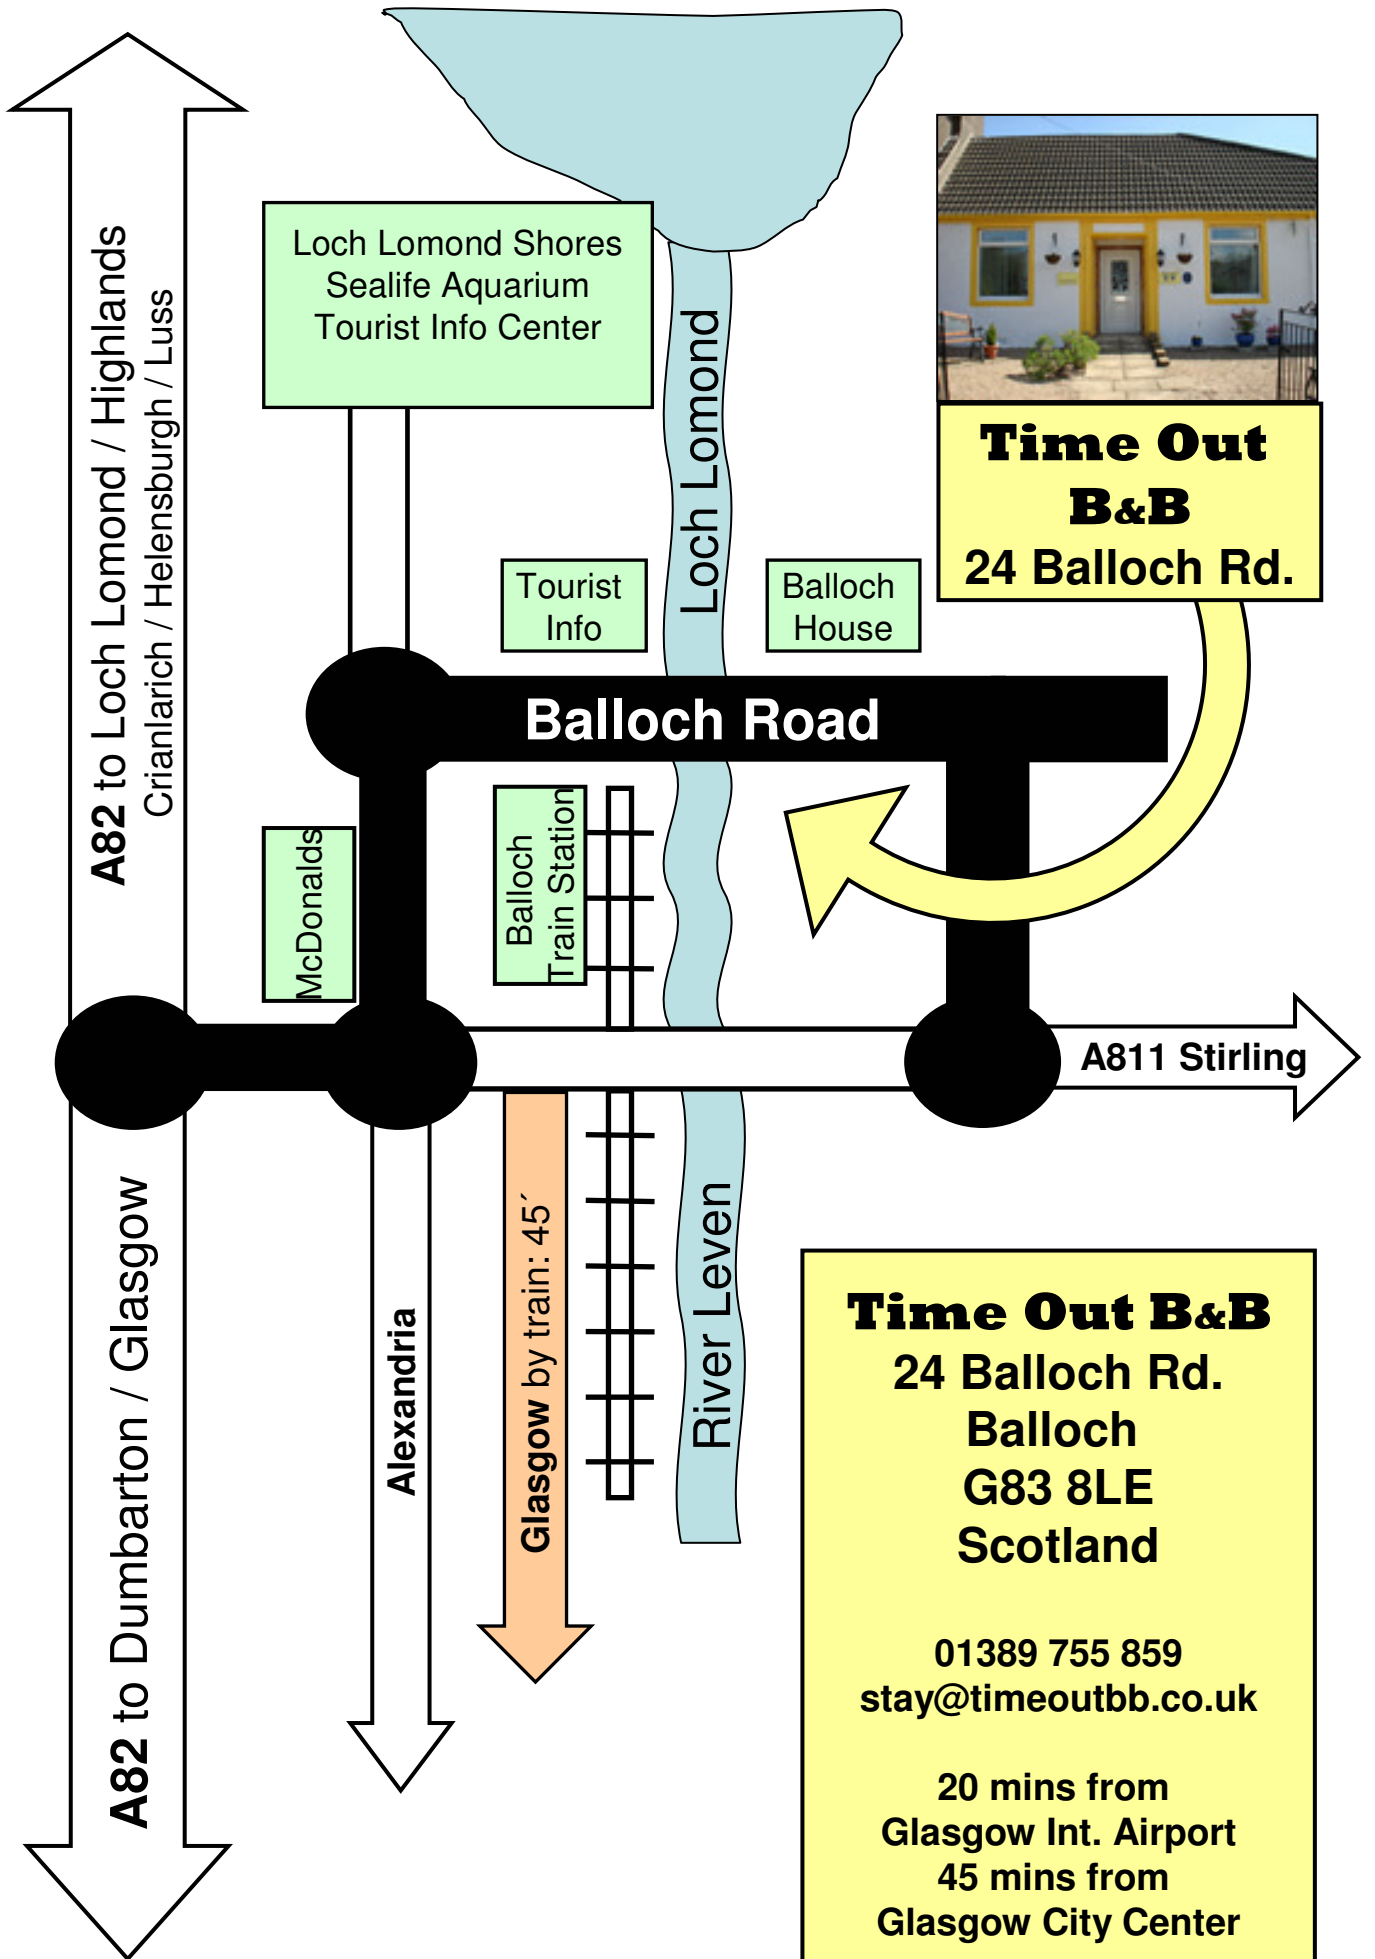 A82 to Loch Lomond / Highlands
Crianlarich / Helensburgh / Luss
Loch Lomond Shores
Sealife Aquarium
Tourist Info Center
Loch Lomond
Time Out
B&B
24 Balloch Rd.
Tourist
Info
Balloch
House
Balloch Road
McDonalds
Balloch
Train Station
A811 Stirling
A82 to Dumbarton / Glasgow
Alexandria
Glasgow by train: 45´
River Leven
Time Out B&B
24 Balloch Rd.
Balloch
G83 8LE
Scotland
01389 755 859
stay@timeoutbb.co.uk
20 mins from
Glasgow Int. Airport
45 mins from
Glasgow City Center